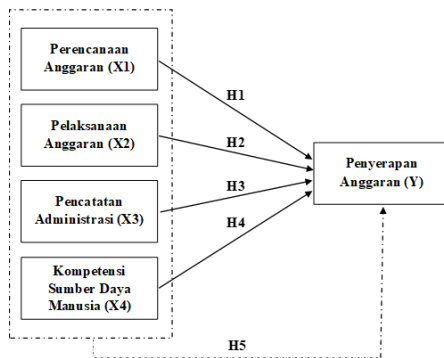 Perencanaan
Anggaran (X1)
H1
Pelaksanaan
Anggaran (X2)
H2
Penyerapan
Anggaran (Y)
Pencatatan
Administrasi (X3)
H3
H4
Kompetensi
Sumber Daya
Manusia (X4)
H5